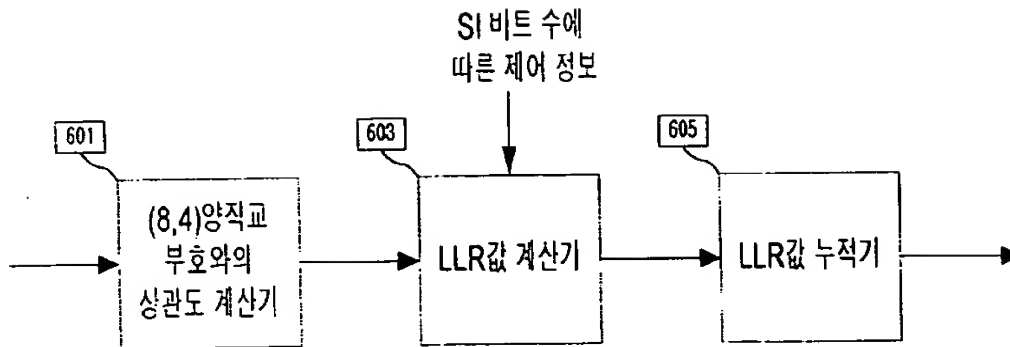 SI 비트 수에
따른 제어 정보
601
603
605
(8,4)양직교
부호와의
상관도 계산기
LLR값 계산기
LLR값 누적기